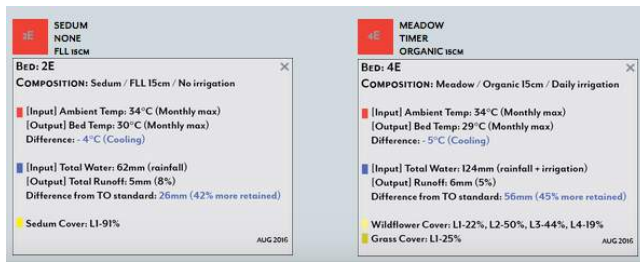 2E
SEDUM
NONE
FLL 15CM
BED: 2E
COMPOSITION: Sedum / FLL 15cm / No irrigation
[Input] Ambient Temp: 34°C (Monthly max)
[Output] Bed Temp: 30°C (Monthly max)
Difference: - 4°C (Cooling)
[Input] Total Water: 62mm (rainfall)
[Output] Total Runoff: 5mm (8%)
Difference from TO standard: 26mm (42% more retained)
Sedum Cover: L1-91%
AUG 2016
4E
MEADOW
TIMER
ORGANIC 15CM
BED: 4E
COMPOSITION: Meadow / Organic 15cm / Daily irrigation
[Input] Ambient Temp: 34°C (Monthly max)
[Output] Bed Temp: 29°C (Monthly max)
Difference: - 5°C (Cooling)
[Input] Total Water: 124mm (rainfall + irrigation)
[Output] Runoff: 6mm (5%)
Difference from TO standard: 56mm (45% more retained)
Wildflower Cover: L1-22%, L2-50%, L3-44%, L4-19%
Grass Cover: L1-25%
AUG 2016